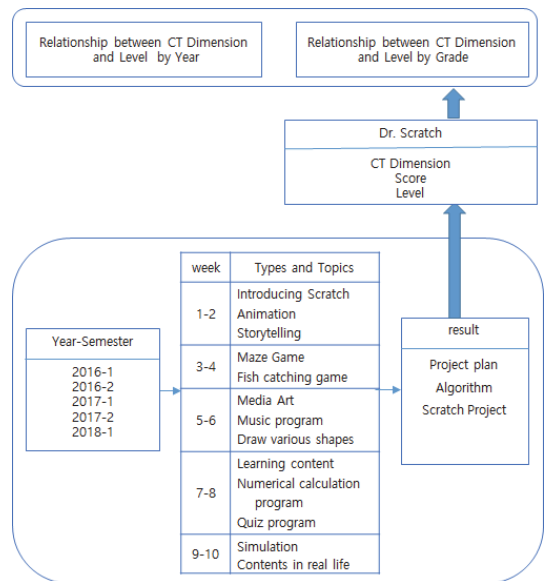 Relationship between CT Dimension
and Level by Year
Relationship between CT Dimension
and Level by Grade
Dr. Scratch
CT Dimension
Score
Level
week
Types and Topics
1-2
Introducing Scratch
Animation
Storytelling
3-4
Maze Game
Fish catching game
5-6
Media Art
Music program
Draw various shapes
7-8
Learning content
Numerical calculation
program
Quiz program
9-10
Simulation
Contents in real life
Year-Semester
2016-1
2016-2
2017-1
2017-2
2018-1
result
Project plan
Algorithm
Scratch Project